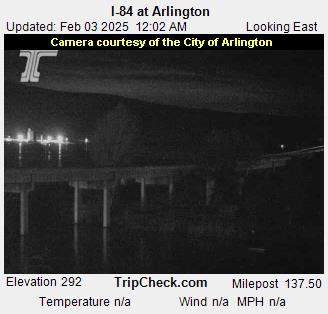 I-84 at Arlington
Updated: Feb 03 2025 12:02 AM Looking East
Camera courtesy of the City of Arlington
Elevation 292 TripCheck.com Milepost 137.50
Temperature n/a Wind n/a MPH n/a